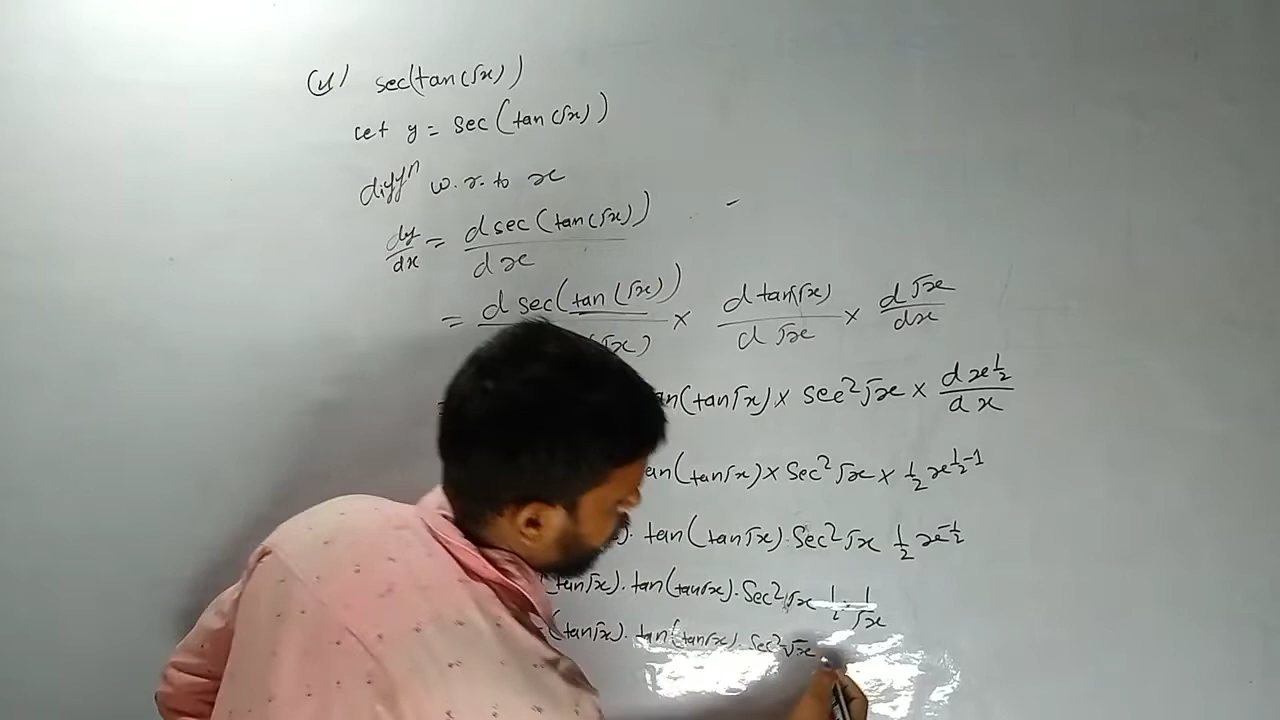 (v) sec(tan(√x))
Let y = sec(tan(√x))
diffⁿ w.r. to x
dy/dx = d sec(tan(√x))/dx
= d sec(tan(√x))/ √x) × d tan(√x)/d √x × d√x/dx
an(tan√x) × sec²√x × dx^1/2/dx
an(tan√x) × sec²√x × 1/2 x^1/2-1
). tan(tan√x). sec²√x 1/2 x^-1/2
(tan√x). tan(tan√x). sec²√x 1/2 · 1/√x
(tan√x). tan(tan√x). sec²√x